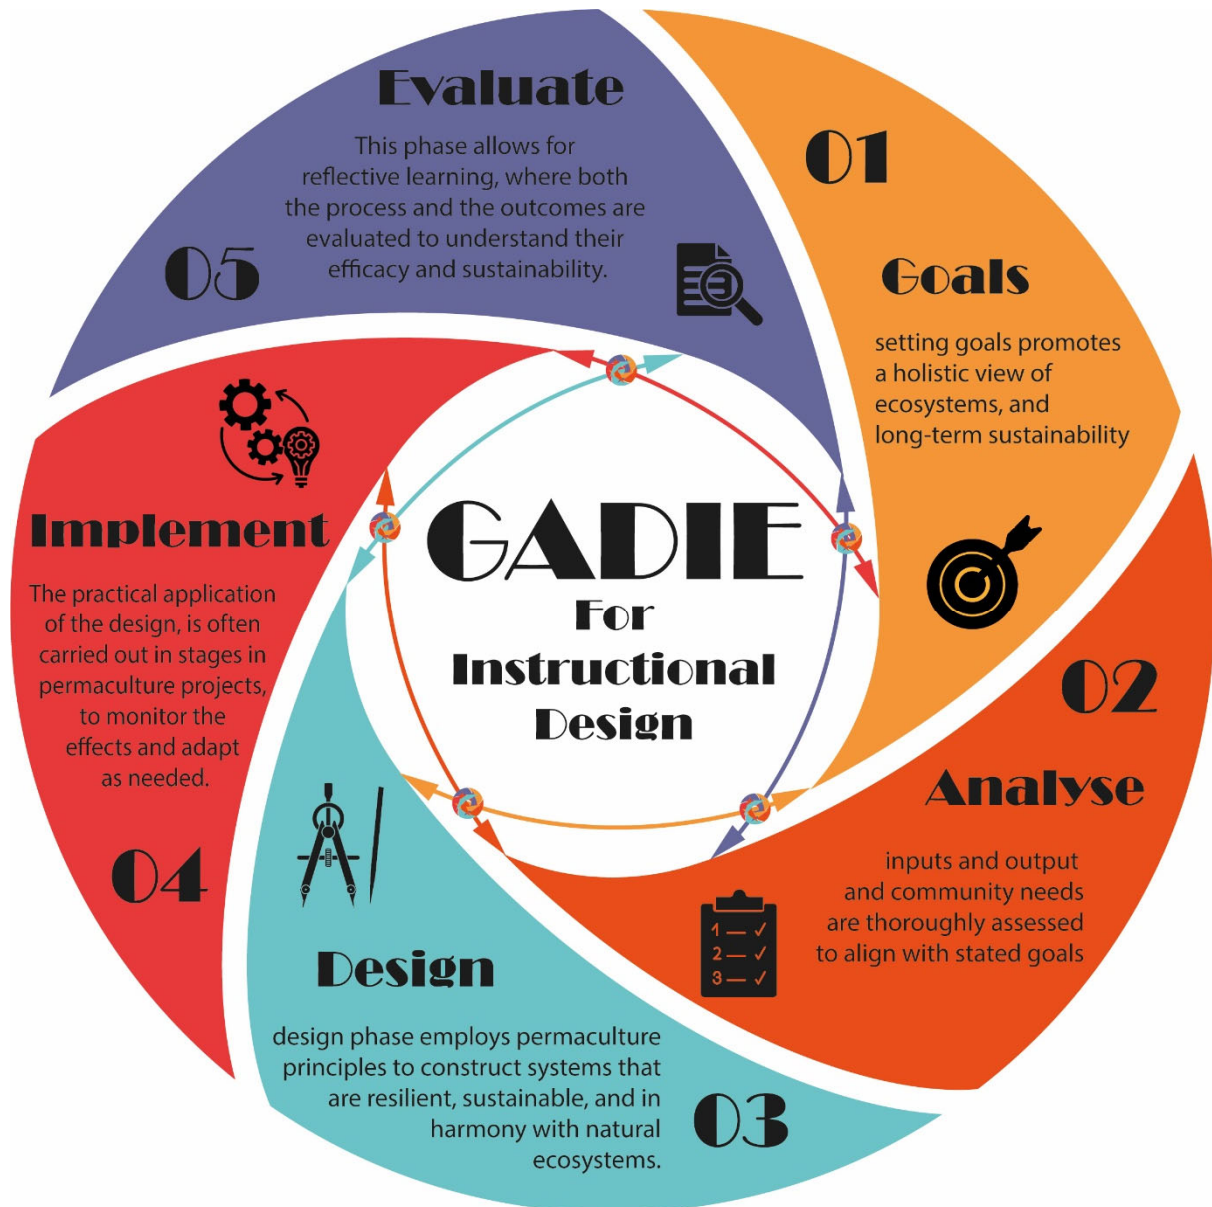 GADIE
For
Instructional
Design
01
Goals
setting goals promotes
a holistic view of
ecosystems, and
long-term sustainability
02
Analyse
inputs and output
and community needs
are thoroughly assessed
to align with stated goals
1 — ✓
2 — ✓
3 — ✓
Design
design phase employs permaculture
principles to construct systems that
are resilient, sustainable, and in
harmony with natural
ecosystems.
03
Implement
The practical application
of the design, is often
carried out in stages in
permaculture projects,
to monitor the
effects and adapt
as needed.
04
Evaluate
This phase allows for
reflective learning, where both
the process and the outcomes are
evaluated to understand their
efficacy and sustainability.
05